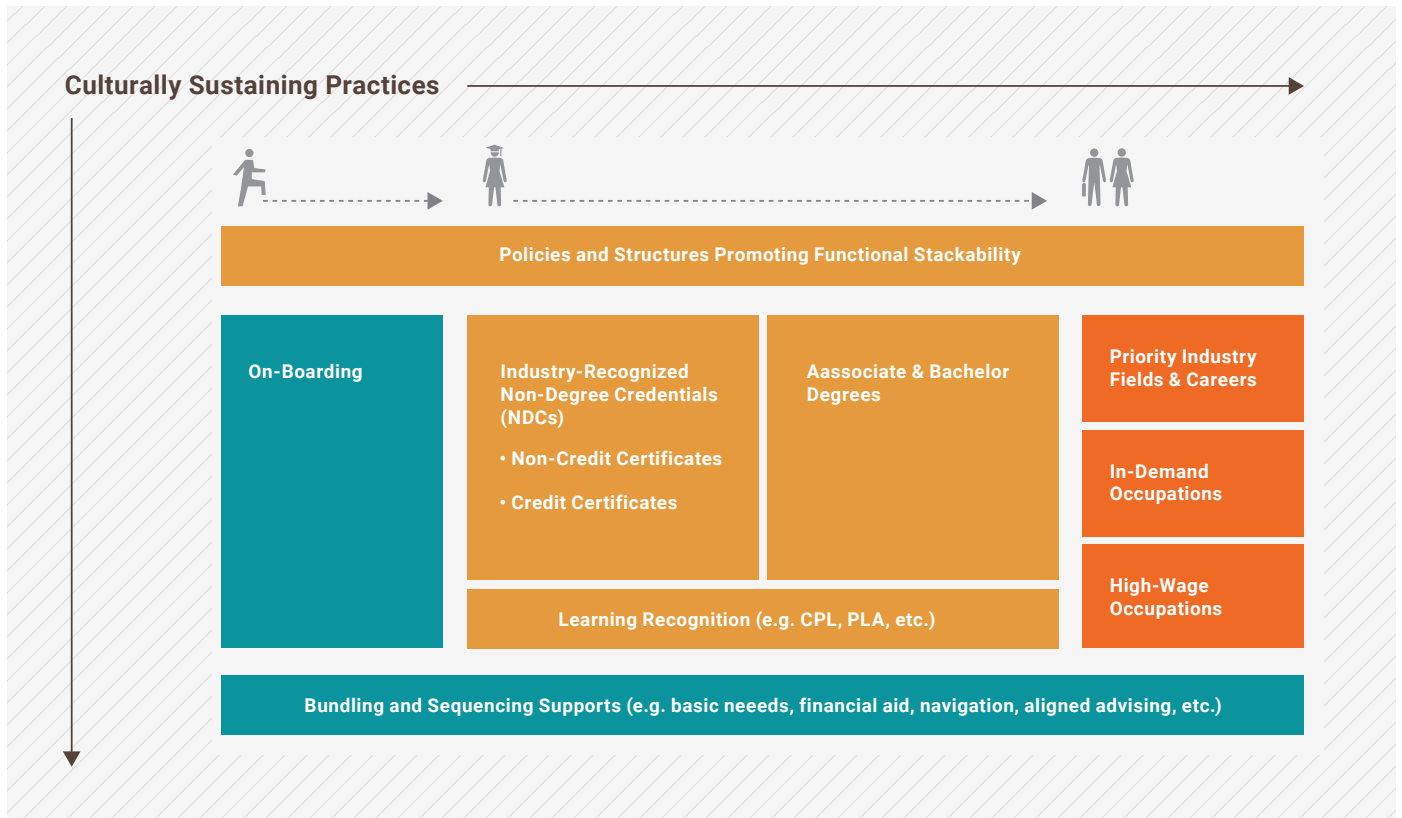 Culturally Sustaining Practices
Policies and Structures Promoting Functional Stackability
On-Boarding
Industry-Recognized
Non-Degree Credentials
(NDCs)
• Non-Credit Certificates
• Credit Certificates
Aassociate & Bachelor
Degrees
Priority Industry
Fields & Careers
In-Demand
Occupations
High-Wage
Occupations
Learning Recognition (e.g. CPL, PLA, etc.)
Bundling and Sequencing Supports (e.g. basic neeeds, financial aid, navigation, aligned advising, etc.)